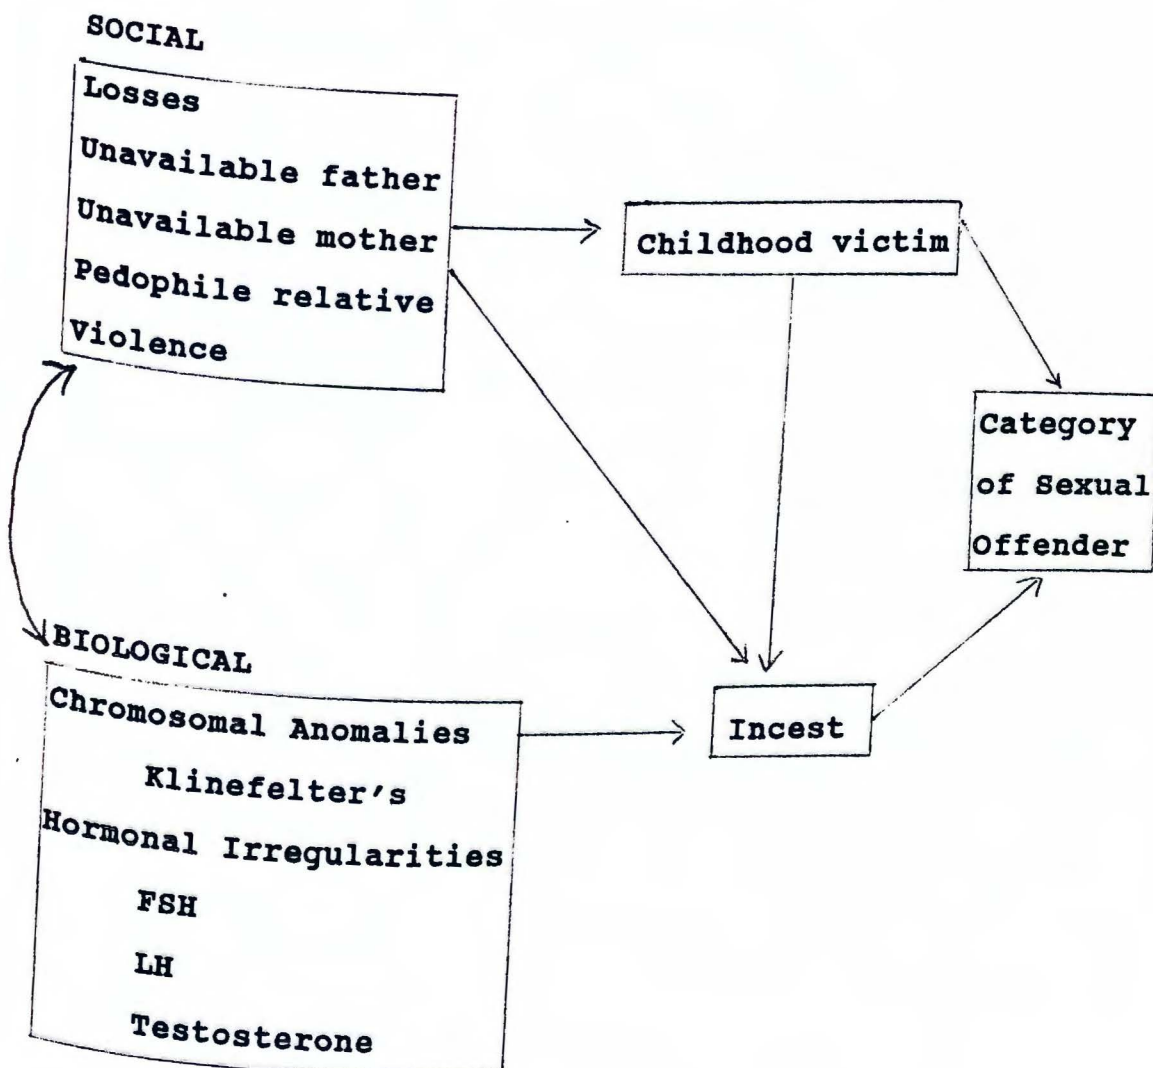 SOCIAL
Losses
Unavailable father
Unavailable mother
Pedophile relative
Violence
Childhood victim
Category
of Sexual
Offender
BIOLOGICAL
Chromosomal Anomalies
Klinefelter's
Hormonal Irregularities
FSH
LH
Testosterone
Incest